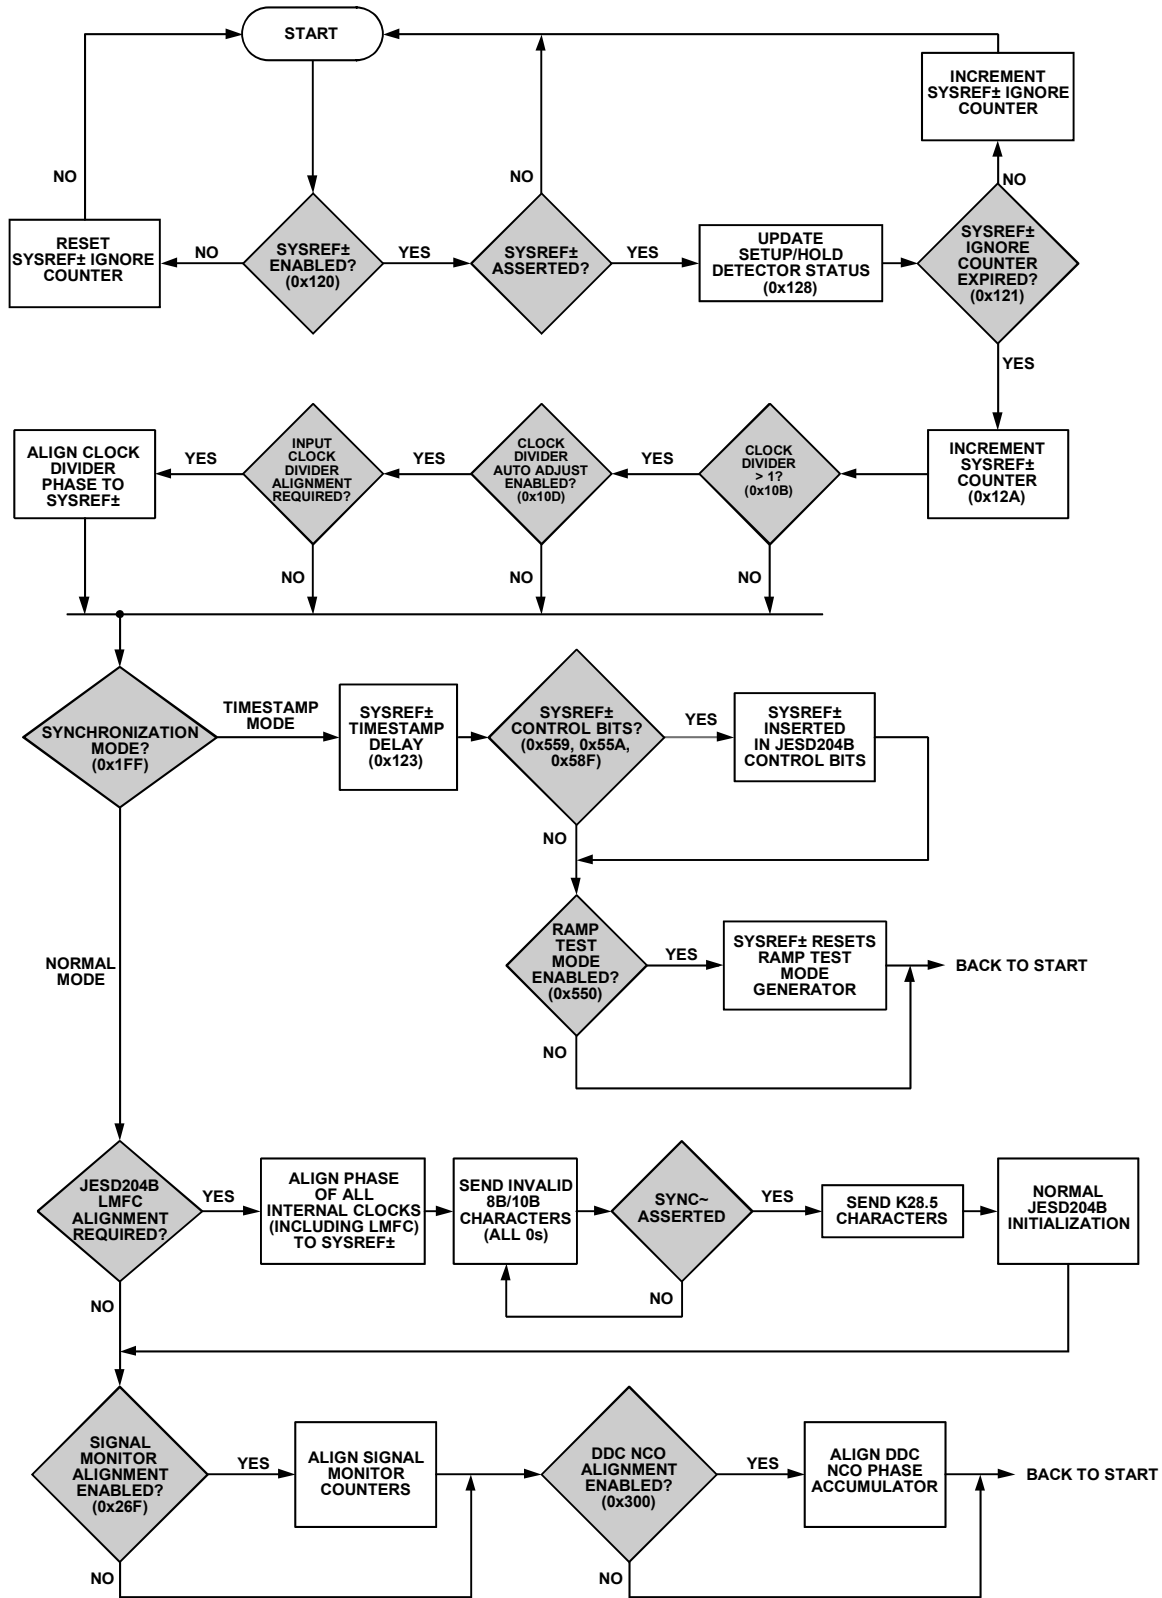 START
INCREMENT
SYSREF± IGNORE
COUNTER
NO
NO
NO
RESET
SYSREF± IGNORE
COUNTER
NO
SYSREF±
ENABLED?
(0x120)
YES
SYSREF±
ASSERTED?
YES
UPDATE
SETUP/HOLD
DETECTOR STATUS
(0x128)
SYSREF±
IGNORE
COUNTER
EXPIRED?
(0x121)
YES
ALIGN CLOCK
DIVIDER
PHASE TO
SYSREF±
YES
INPUT
CLOCK
DIVIDER
ALIGNMENT
REQUIRED?
YES
CLOCK
DIVIDER
AUTO ADJUST
ENABLED?
(0x10D)
YES
CLOCK
DIVIDER
> 1?
(0x10B)
INCREMENT
SYSREF±
COUNTER
(0x12A)
NO
NO
NO
SYNCHRONIZATION
MODE?
(0x1FF)
TIMESTAMP
MODE
SYSREF±
TIMESTAMP
DELAY
(0x123)
SYSREF±
CONTROL BITS?
(0x559, 0x55A,
0x58F)
YES
SYSREF±
INSERTED
IN JESD204B
CONTROL BITS
NO
NORMAL
MODE
RAMP
TEST
MODE
ENABLED?
(0x550)
YES
SYSREF± RESETS
RAMP TEST
MODE
GENERATOR
BACK TO START
NO
JESD204B
LMFC
ALIGNMENT
REQUIRED?
YES
ALIGN PHASE
OF ALL
INTERNAL CLOCKS
(INCLUDING LMFC)
TO SYSREF±
SEND INVALID
8B/10B
CHARACTERS
(ALL 0s)
SYNC~
ASSERTED
YES
SEND K28.5
CHARACTERS
NORMAL
JESD204B
INITIALIZATION
NO
NO
SIGNAL
MONITOR
ALIGNMENT
ENABLED?
(0x26F)
YES
ALIGN SIGNAL
MONITOR
COUNTERS
DDC NCO
ALIGNMENT
ENABLED?
(0x300)
YES
ALIGN DDC
NCO PHASE
ACCUMULATOR
BACK TO START
NO
NO